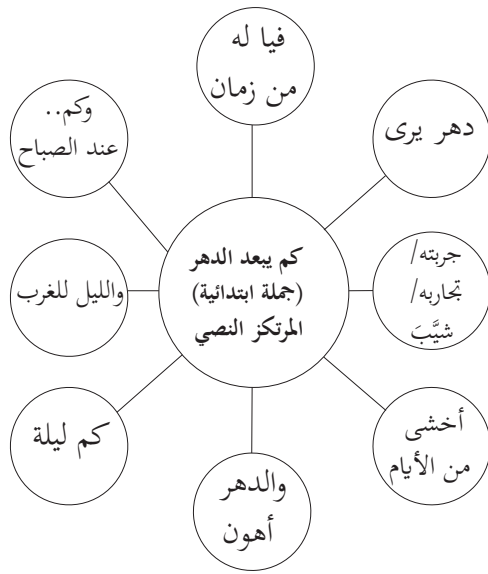 فيا له
من زمان
دهر يرى
جربته/
تجاربه/
شيَّبَ
أخشى
من الأيام
والدهر
أهون
كم ليلة
والليل للغرب
وكم..
عند الصباح
كم يبعد الدهر
(جملة ابتدائية)
المرتكز النصي